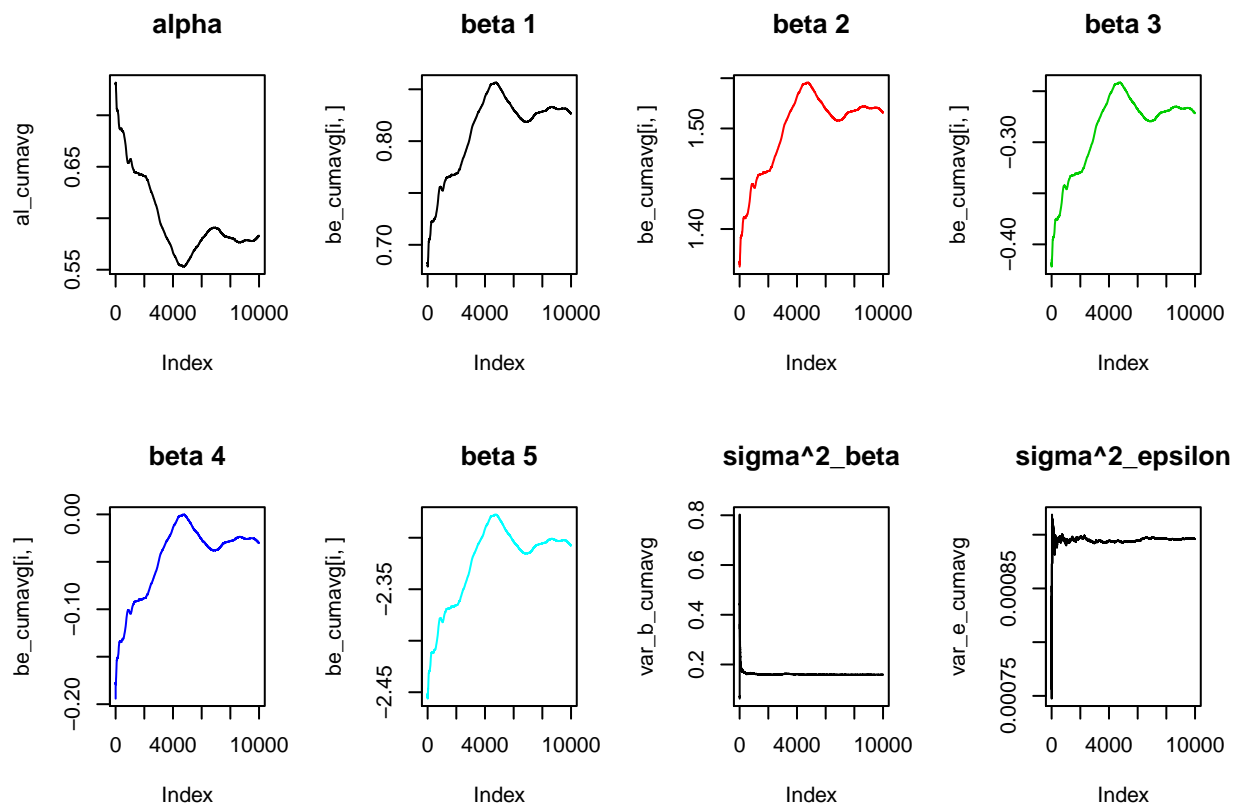 alpha
beta 1
beta 2
beta 3
al_cumavg
0.55
0.65
0
4000
10000
Index
be_cumavg[i, ]
0.70
0.80
0
4000
10000
Index
be_cumavg[i, ]
1.40
1.50
0
4000
10000
Index
be_cumavg[i, ]
−0.40
−0.30
0
4000
10000
Index
beta 4
beta 5
sigma^2_beta
sigma^2_epsilon
be_cumavg[i, ]
−0.20
−0.10
0.00
0
4000
10000
Index
be_cumavg[i, ]
−2.45
−2.35
0
4000
10000
Index
var_b_cumavg
0.2
0.4
0.6
0.8
0
4000
10000
Index
var_e_cumavg
0.00075
0.00085
0
4000
10000
Index